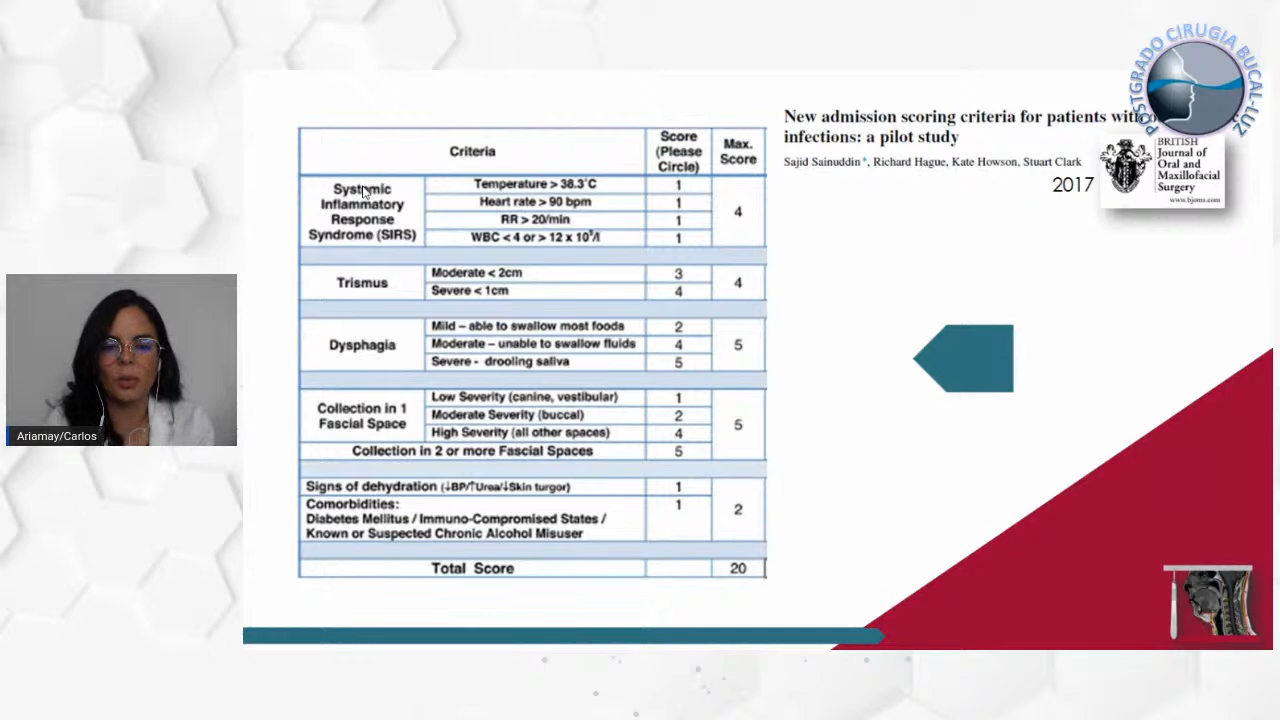 POSTGRADO CIRUGIA BUCAL-LUZ
New admission scoring criteria for patients with
infections: a pilot study
Sajid Sainuddin*, Richard Hague, Kate Howson, Stuart Clark
2017
BRITISH
Journal of
Oral and
Maxillofacial
Surgery
www.bjoms.com
Criteria
Score
(Please
Circle)
Max.
Score
Systemic
Inflammatory
Response
Syndrome (SIRS)
Temperature > 38.3°C 1
Heart rate > 90 bpm 1
RR > 20/min 1
WBC < 4 or > 12 x 10⁹/l 1
4
Trismus
Moderate < 2cm 3
Severe < 1cm 4
4
Dysphagia
Mild – able to swallow most foods 2
Moderate – unable to swallow fluids 4
Severe - drooling saliva 5
5
Collection in 1
Fascial Space
Low Severity (canine, vestibular) 1
Moderate Severity (buccal) 2
High Severity (all other spaces) 4
Collection in 2 or more Fascial Spaces 5
5
Signs of dehydration (↓BP/↑Urea/↓Skin turgor) 1
Comorbidities: 1
Diabetes Mellitus / Immuno-Compromised States /
Known or Suspected Chronic Alcohol Misuser
2
Total Score 20
Ariamay/Carlos